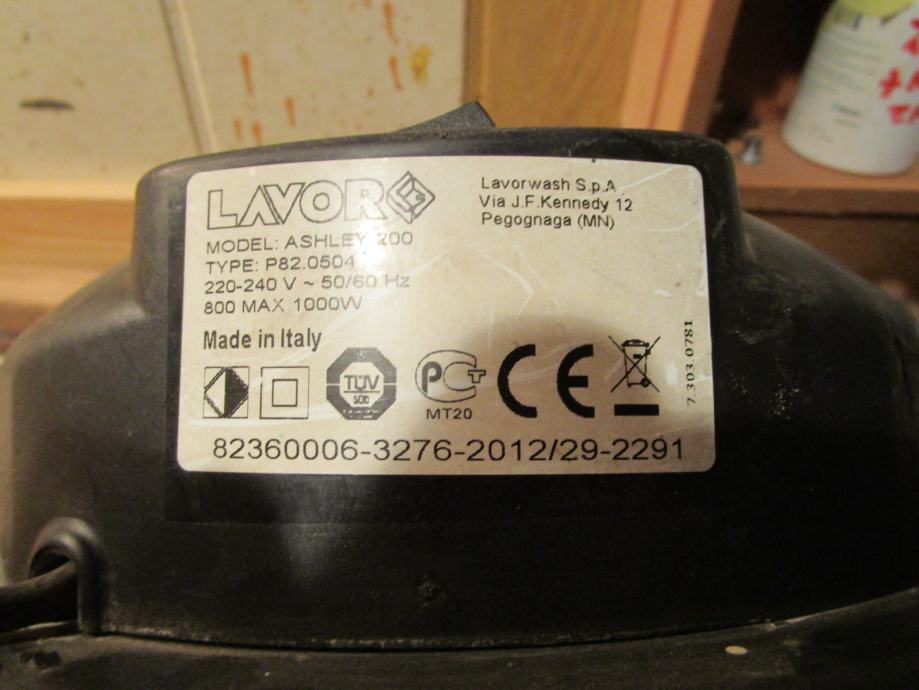 LAVOR
Lavorwash S.p.A.
Via J.F.Kennedy 12
Pegognaga (MN)
MODEL: ASHLEY 200
TYPE: P82.0504
220-240 V ~ 50/60 Hz
800 MAX 1000W
Made in Italy
TÜV
PCT
MT20
CE
7.303.0781
82360006-3276-2012/29-2291